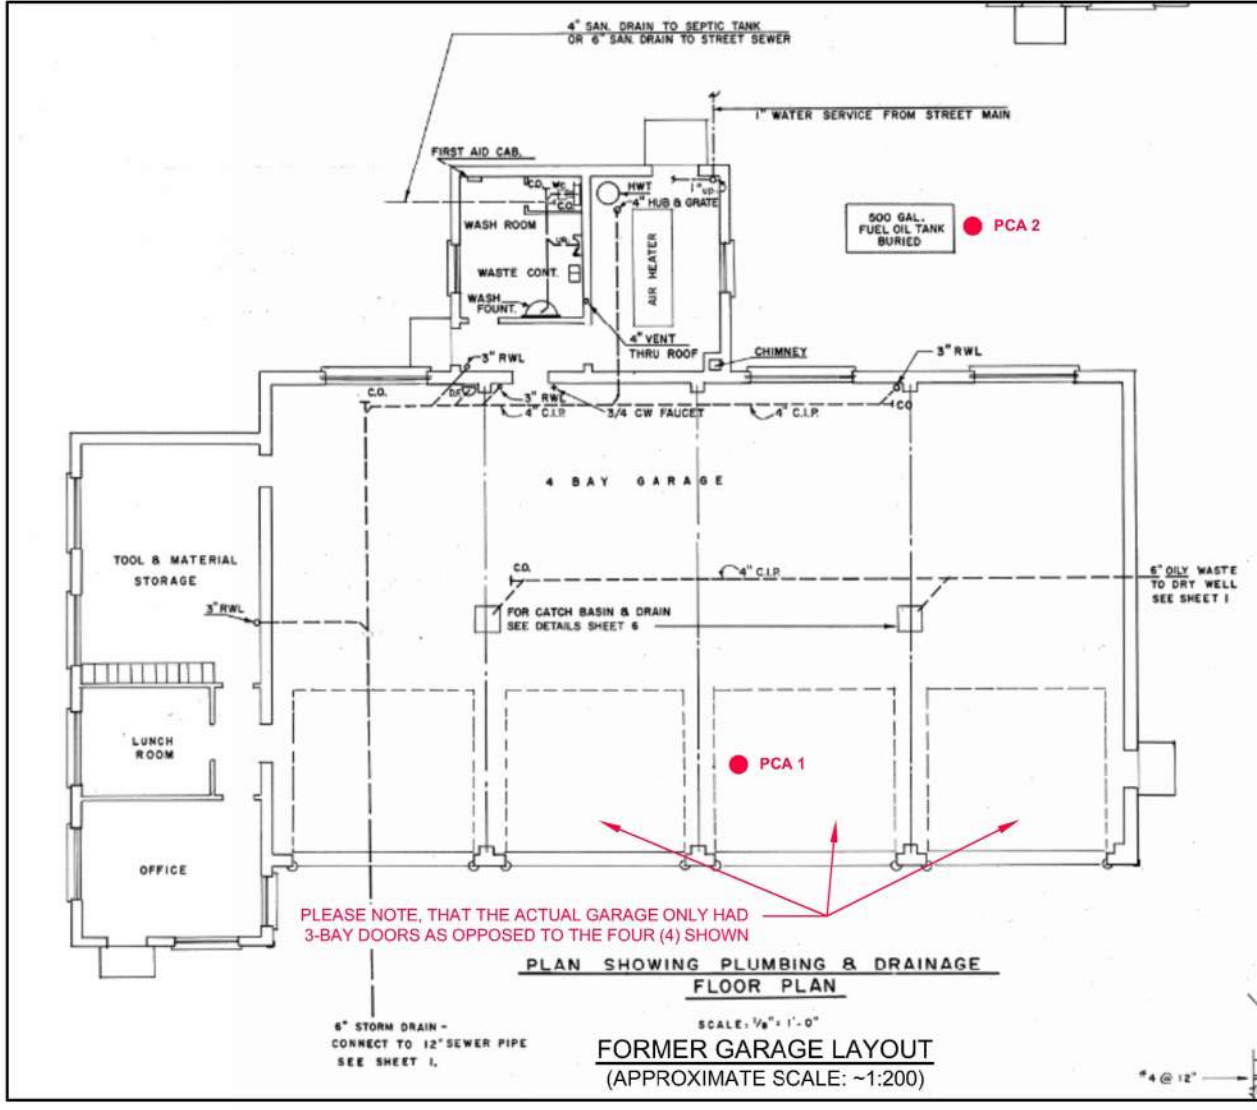 4" SAN. DRAIN TO SEPTIC TANK
OR 6" SAN. DRAIN TO STREET SEWER
1" WATER SERVICE FROM STREET MAIN
FIRST AID CAB.
C.O.
W.C.
C.O.
HWT
1" UP
4" HUB & GRATE
WASH ROOM
UR.
WASTE CONT.
WASH
FOUNT.
AIR HEATER
4" VENT
THRU ROOF
500 GAL.
FUEL OIL TANK
BURIED
PCA 2
CHIMNEY
3" RWL
3" RWL
C.O.
D.F.
3" RWL
4" C.I.P.
3/4 CW FAUCET
4" C.I.P.
CO
4 BAY GARAGE
TOOL & MATERIAL
STORAGE
C.O.
4" C.I.P.
6" OILY WASTE
TO DRY WELL
SEE SHEET 1
3" RWL
FOR CATCH BASIN & DRAIN
SEE DETAILS SHEET 6
LUNCH
ROOM
PCA 1
OFFICE
PLEASE NOTE, THAT THE ACTUAL GARAGE ONLY HAD
3-BAY DOORS AS OPPOSED TO THE FOUR (4) SHOWN
PLAN SHOWING PLUMBING & DRAINAGE
FLOOR PLAN
SCALE: 1/8" = 1'-0"
6" STORM DRAIN -
CONNECT TO 12" SEWER PIPE
SEE SHEET 1.
FORMER GARAGE LAYOUT
(APPROXIMATE SCALE: ~1:200)
#4 @ 12"